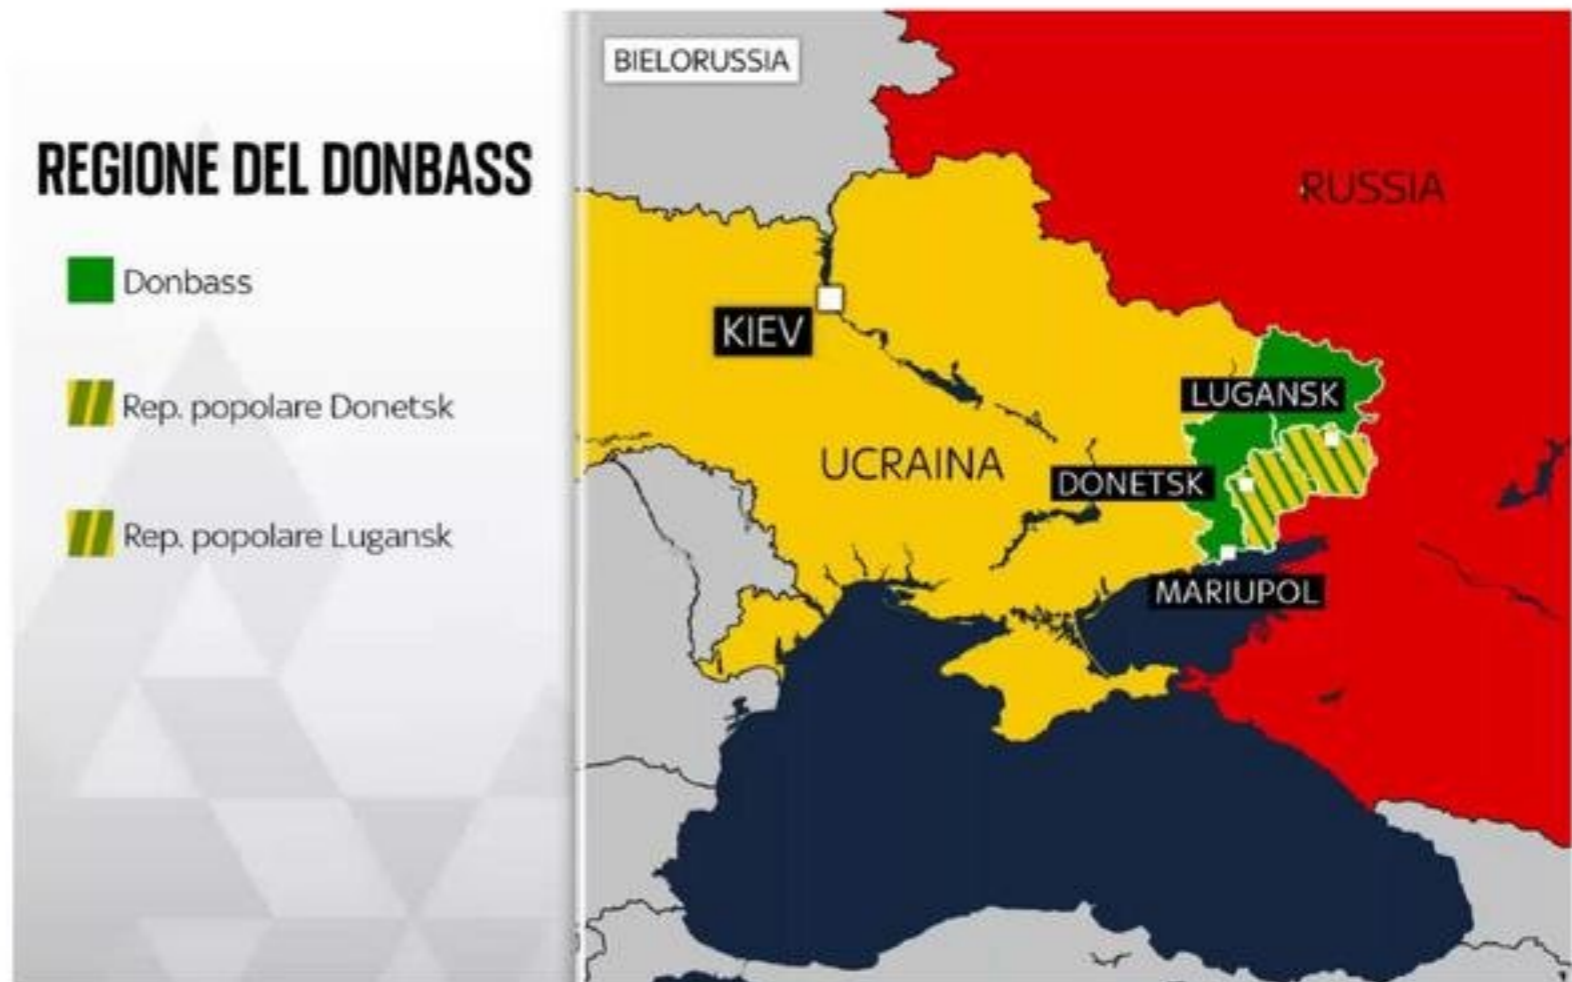 REGIONE DEL DONBASS
Donbass
Rep. popolare Donetsk
Rep. popolare Lugansk
BIELORUSSIA
RUSSIA
KIEV
LUGANSK
UCRAINA
DONETSK
MARIUPOL